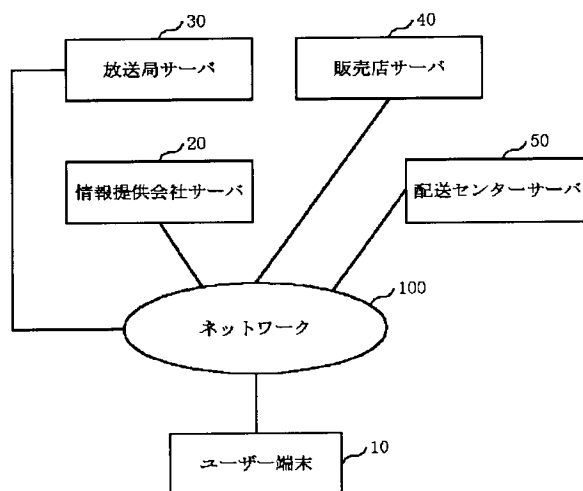 30
放送局サーバ
40
販売店サーバ
20
情報提供会社サーバ
50
配送センターサーバ
100
ネットワーク
ユーザー端末
10